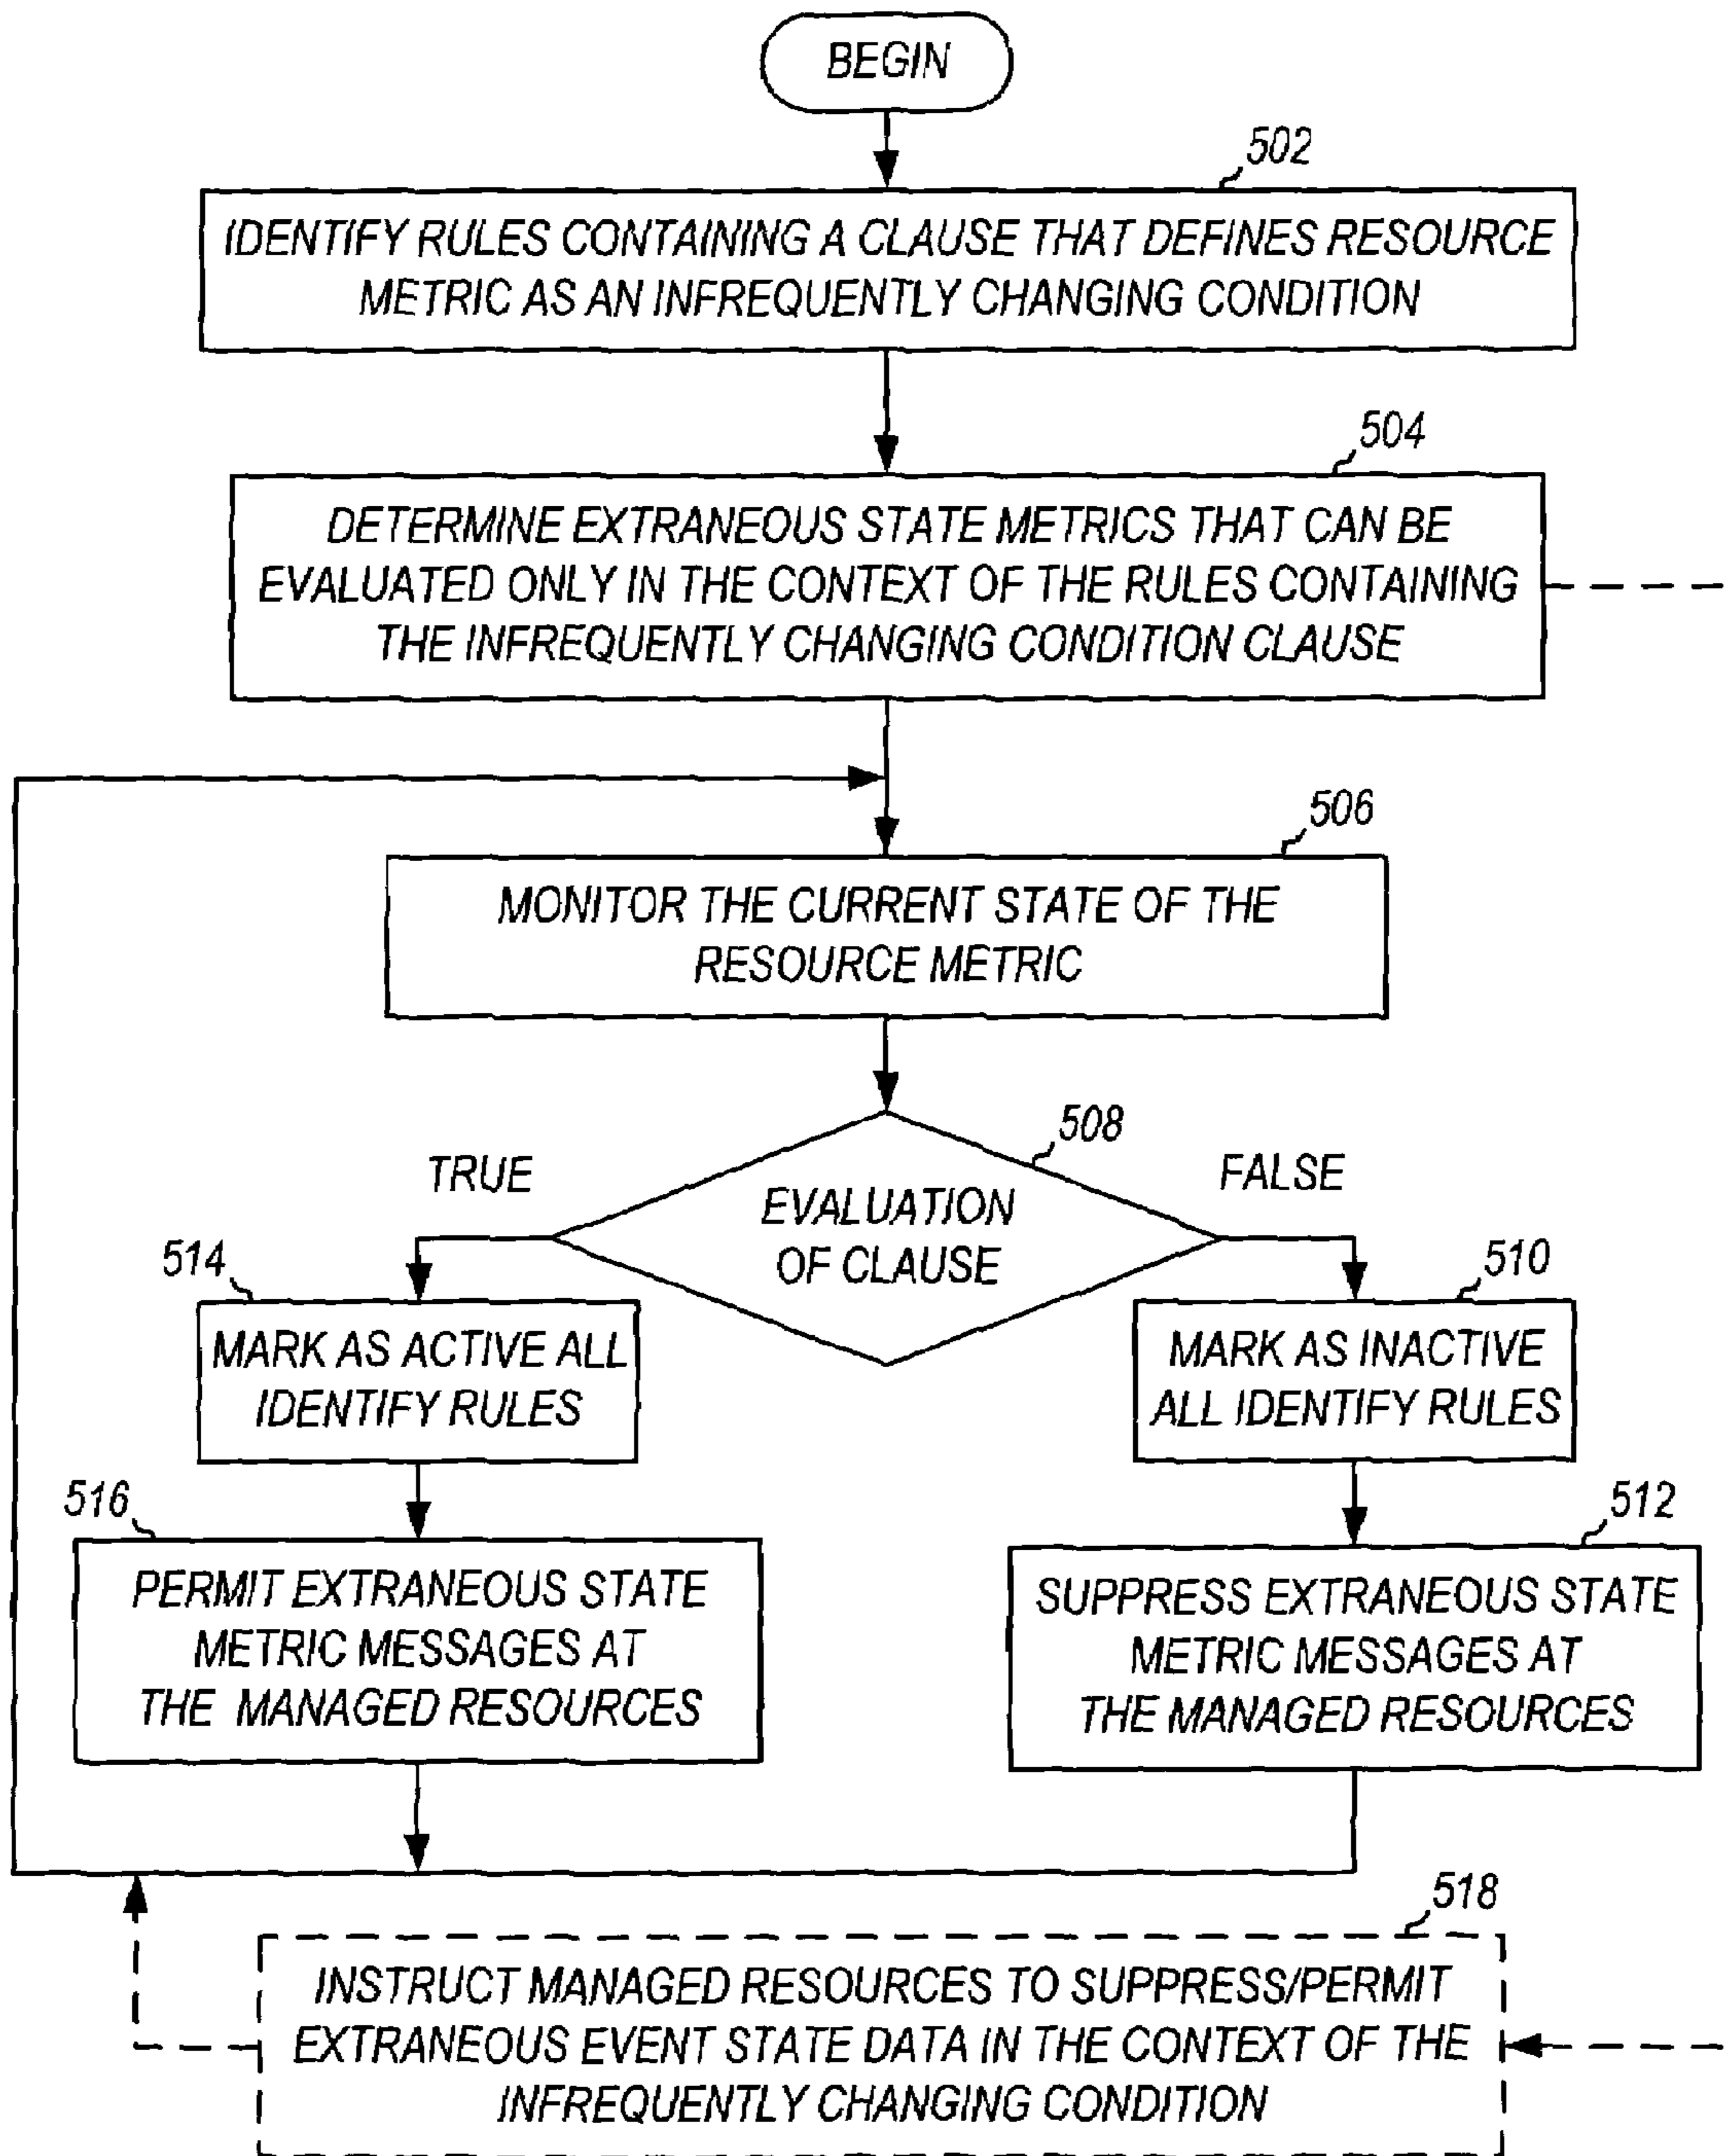 BEGIN
502
IDENTIFY RULES CONTAINING A CLAUSE THAT DEFINES RESOURCE
METRIC AS AN INFREQUENTLY CHANGING CONDITION
504
DETERMINE EXTRANEOUS STATE METRICS THAT CAN BE
EVALUATED ONLY IN THE CONTEXT OF THE RULES CONTAINING
THE INFREQUENTLY CHANGING CONDITION CLAUSE
506
MONITOR THE CURRENT STATE OF THE
RESOURCE METRIC
508
TRUE
FALSE
EVALUATION
OF CLAUSE
514
MARK AS ACTIVE ALL
IDENTIFY RULES
510
MARK AS INACTIVE
ALL IDENTIFY RULES
516
PERMIT EXTRANEOUS STATE
METRIC MESSAGES AT
THE MANAGED RESOURCES
512
SUPPRESS EXTRANEOUS STATE
METRIC MESSAGES AT
THE MANAGED RESOURCES
518
INSTRUCT MANAGED RESOURCES TO SUPPRESS/PERMIT
EXTRANEOUS EVENT STATE DATA IN THE CONTEXT OF THE
INFREQUENTLY CHANGING CONDITION